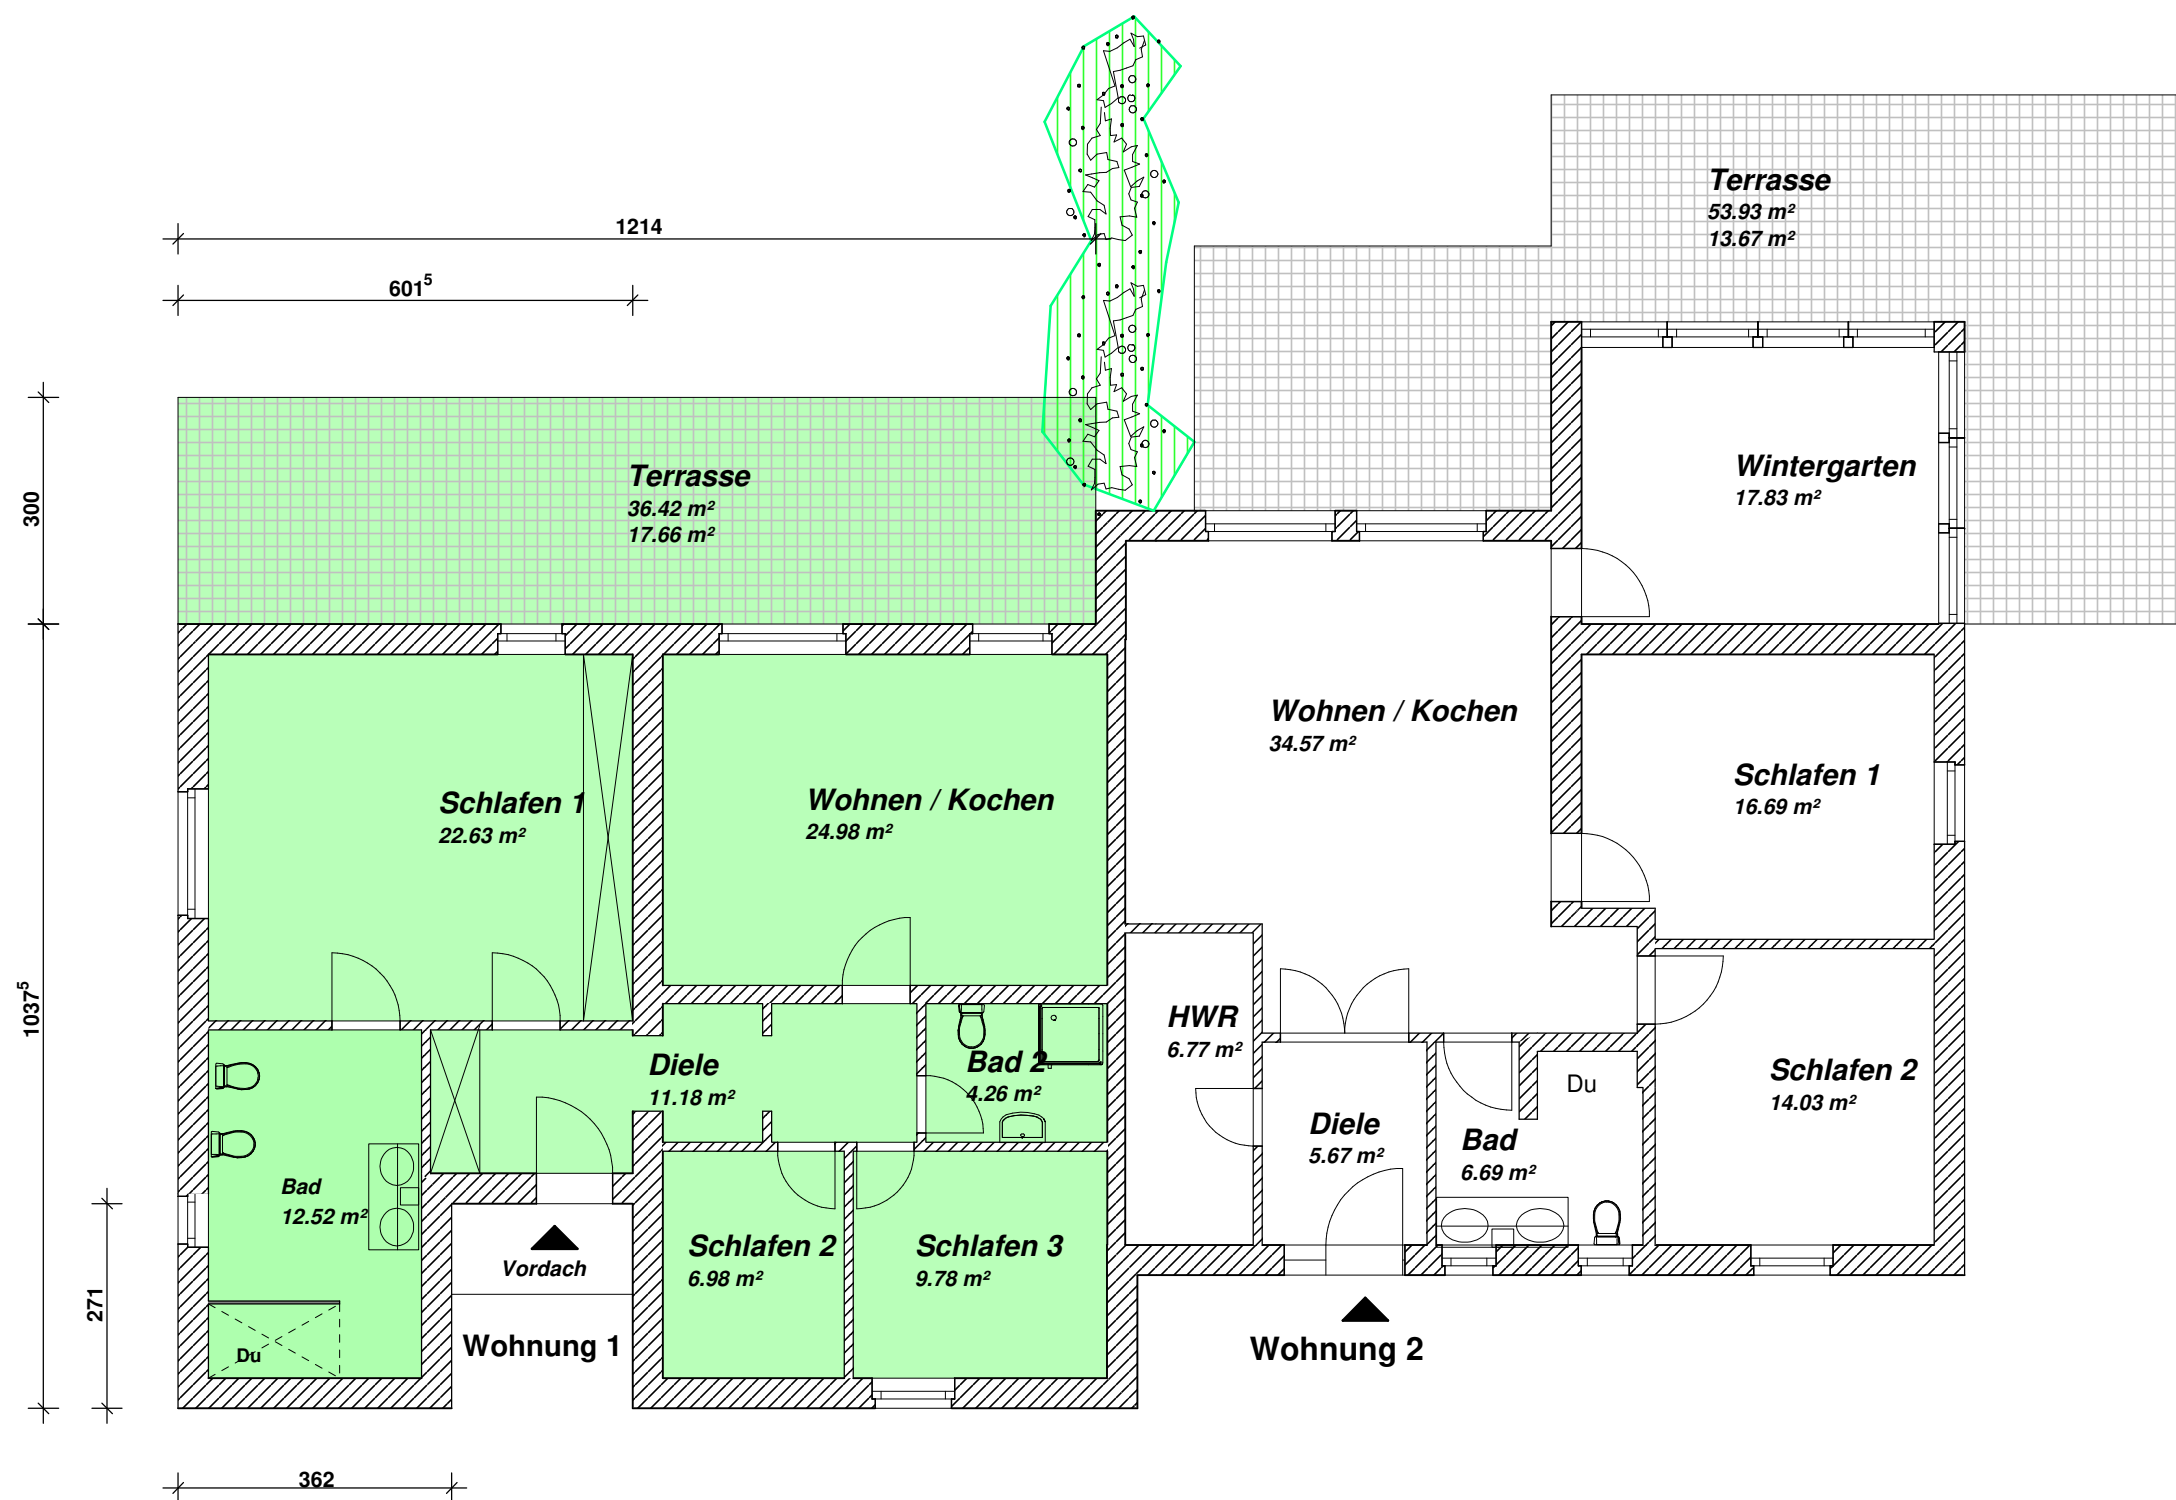 Terrasse
53.93 m²
13.67 m²
1214
601⁵
300
Terrasse
36.42 m²
17.66 m²
Wintergarten
17.83 m²
Wohnen / Kochen
34.57 m²
Schlafen 1
16.69 m²
Schlafen 1
22.63 m²
Wohnen / Kochen
24.98 m²
1037⁵
HWR
6.77 m²
Diele
11.18 m²
Bad 2
4.26 m²
Du
Schlafen 2
14.03 m²
Diele
5.67 m²
Bad
6.69 m²
Bad
12.52 m²
Vordach
Schlafen 2
6.98 m²
Schlafen 3
9.78 m²
271
Du
Wohnung 1
Wohnung 2
362